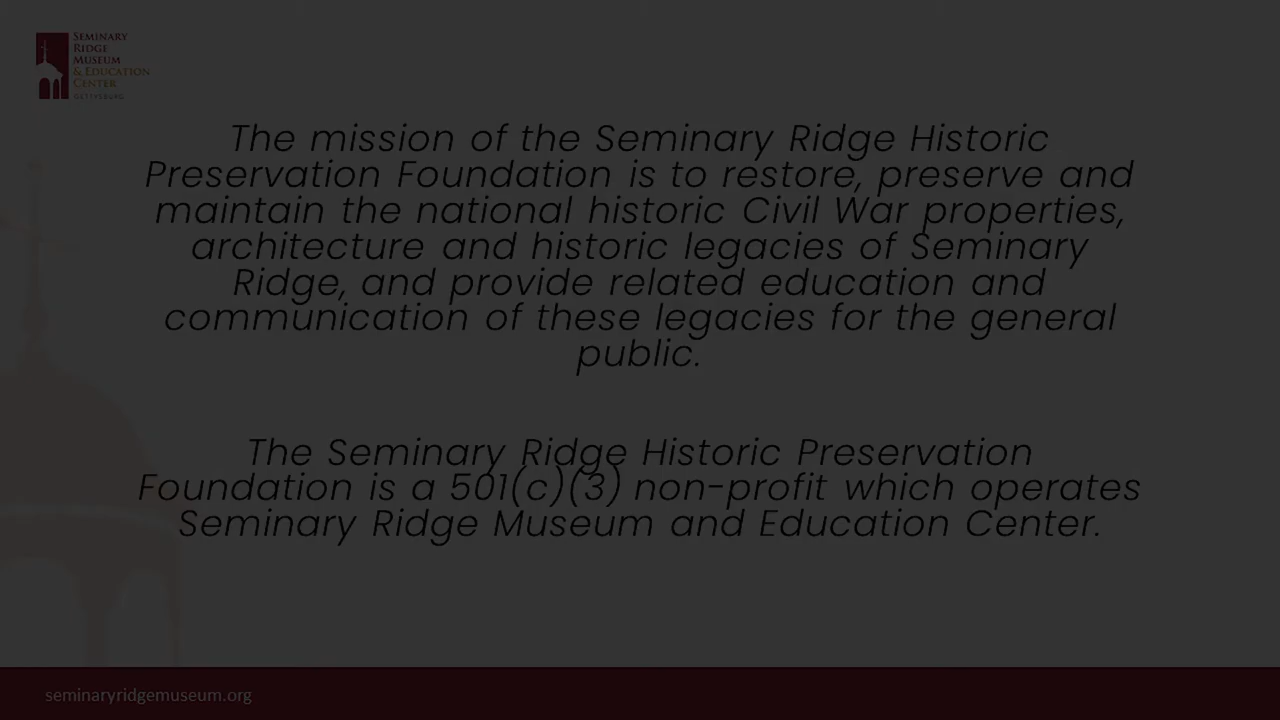 SEMINARY
RIDGE
MUSEUM
& EDUCATION
CENTER
GETTYSBURG
The mission of the Seminary Ridge Historic
Preservation Foundation is to restore, preserve and
maintain the national historic Civil War properties,
architecture and historic legacies of Seminary
Ridge, and provide related education and
communication of these legacies for the general
public.
The Seminary Ridge Historic Preservation
Foundation is a 501(c)(3) non-profit which operates
Seminary Ridge Museum and Education Center.
seminaryridgemuseum.org